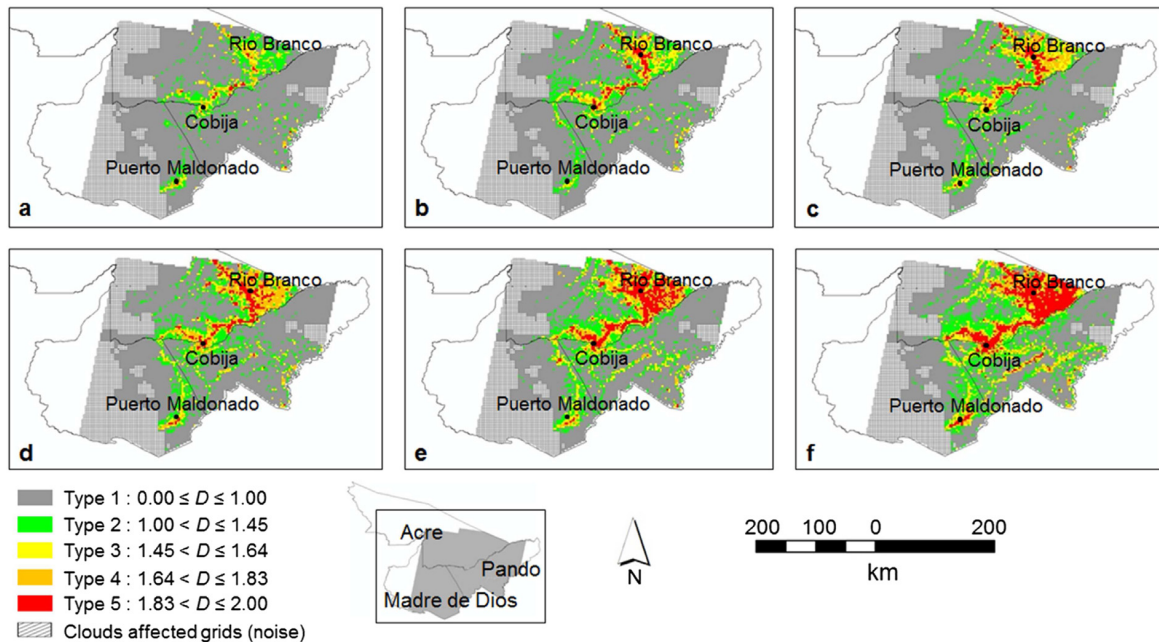 Rio Branco
Cobija
Puerto Maldonado
a
Rio Branco
Cobija
Puerto Maldonado
b
Rio Branco
Cobija
Puerto Maldonado
c
Rio Branco
Cobija
Puerto Maldonado
d
Rio Branco
Cobija
Puerto Maldonado
e
Rio Branco
Cobija
Puerto Maldonado
f
Type 1 : 0.00 ≤ D ≤ 1.00
Type 2 : 1.00 < D ≤ 1.45
Type 3 : 1.45 < D ≤ 1.64
Type 4 : 1.64 < D ≤ 1.83
Type 5 : 1.83 < D ≤ 2.00
Clouds affected grids (noise)
Acre
Pando
Madre de Dios
N
200 100 0 200
km